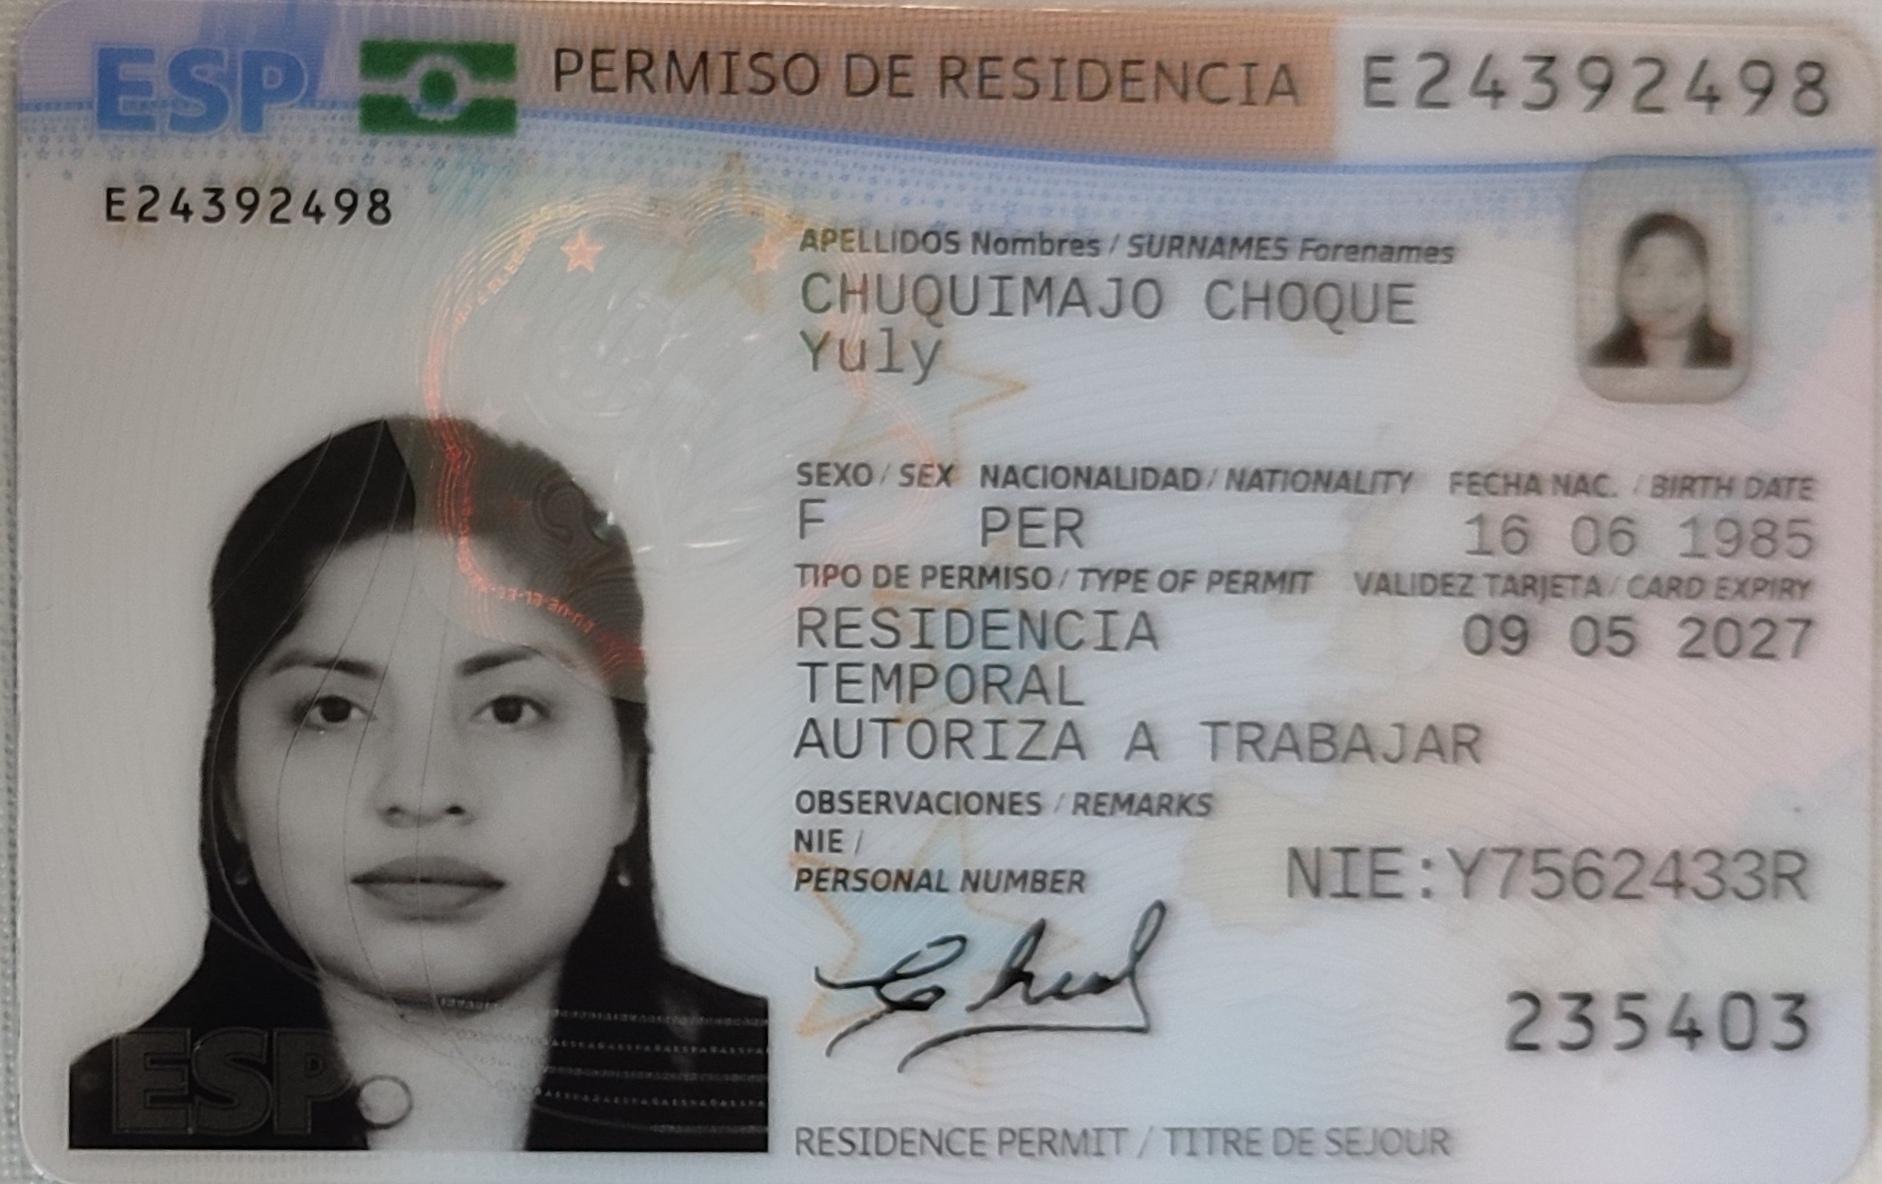 ESP PERMISO DE RESIDENCIA E24392498
E24392498
APELLIDOS Nombres / SURNAMES Forenames
CHUQUIMAJO CHOQUE
Yuly
SEXO / SEX NACIONALIDAD / NATIONALITY FECHA NAC. / BIRTH DATE
F PER 16 06 1985
TIPO DE PERMISO / TYPE OF PERMIT VALIDEZ TARJETA / CARD EXPIRY
RESIDENCIA 09 05 2027
TEMPORAL
AUTORIZA A TRABAJAR
OBSERVACIONES / REMARKS
NIE /
PERSONAL NUMBER NIE:Y7562433R
235403
ESP
RESIDENCE PERMIT / TITRE DE SEJOUR